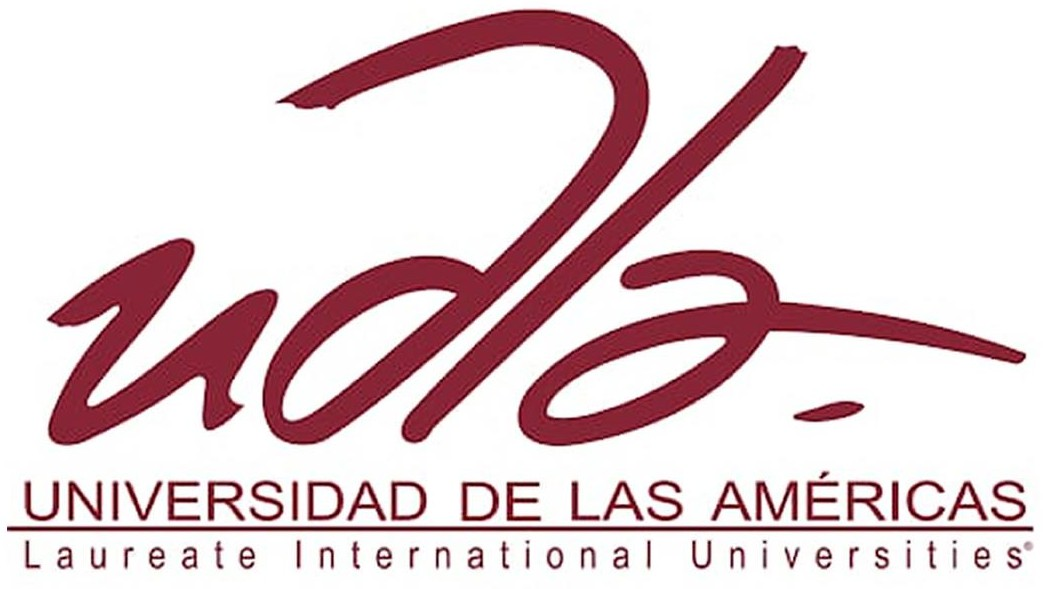 udla.
UNIVERSIDAD DE LAS AMÉRICAS
Laureate International Universities®